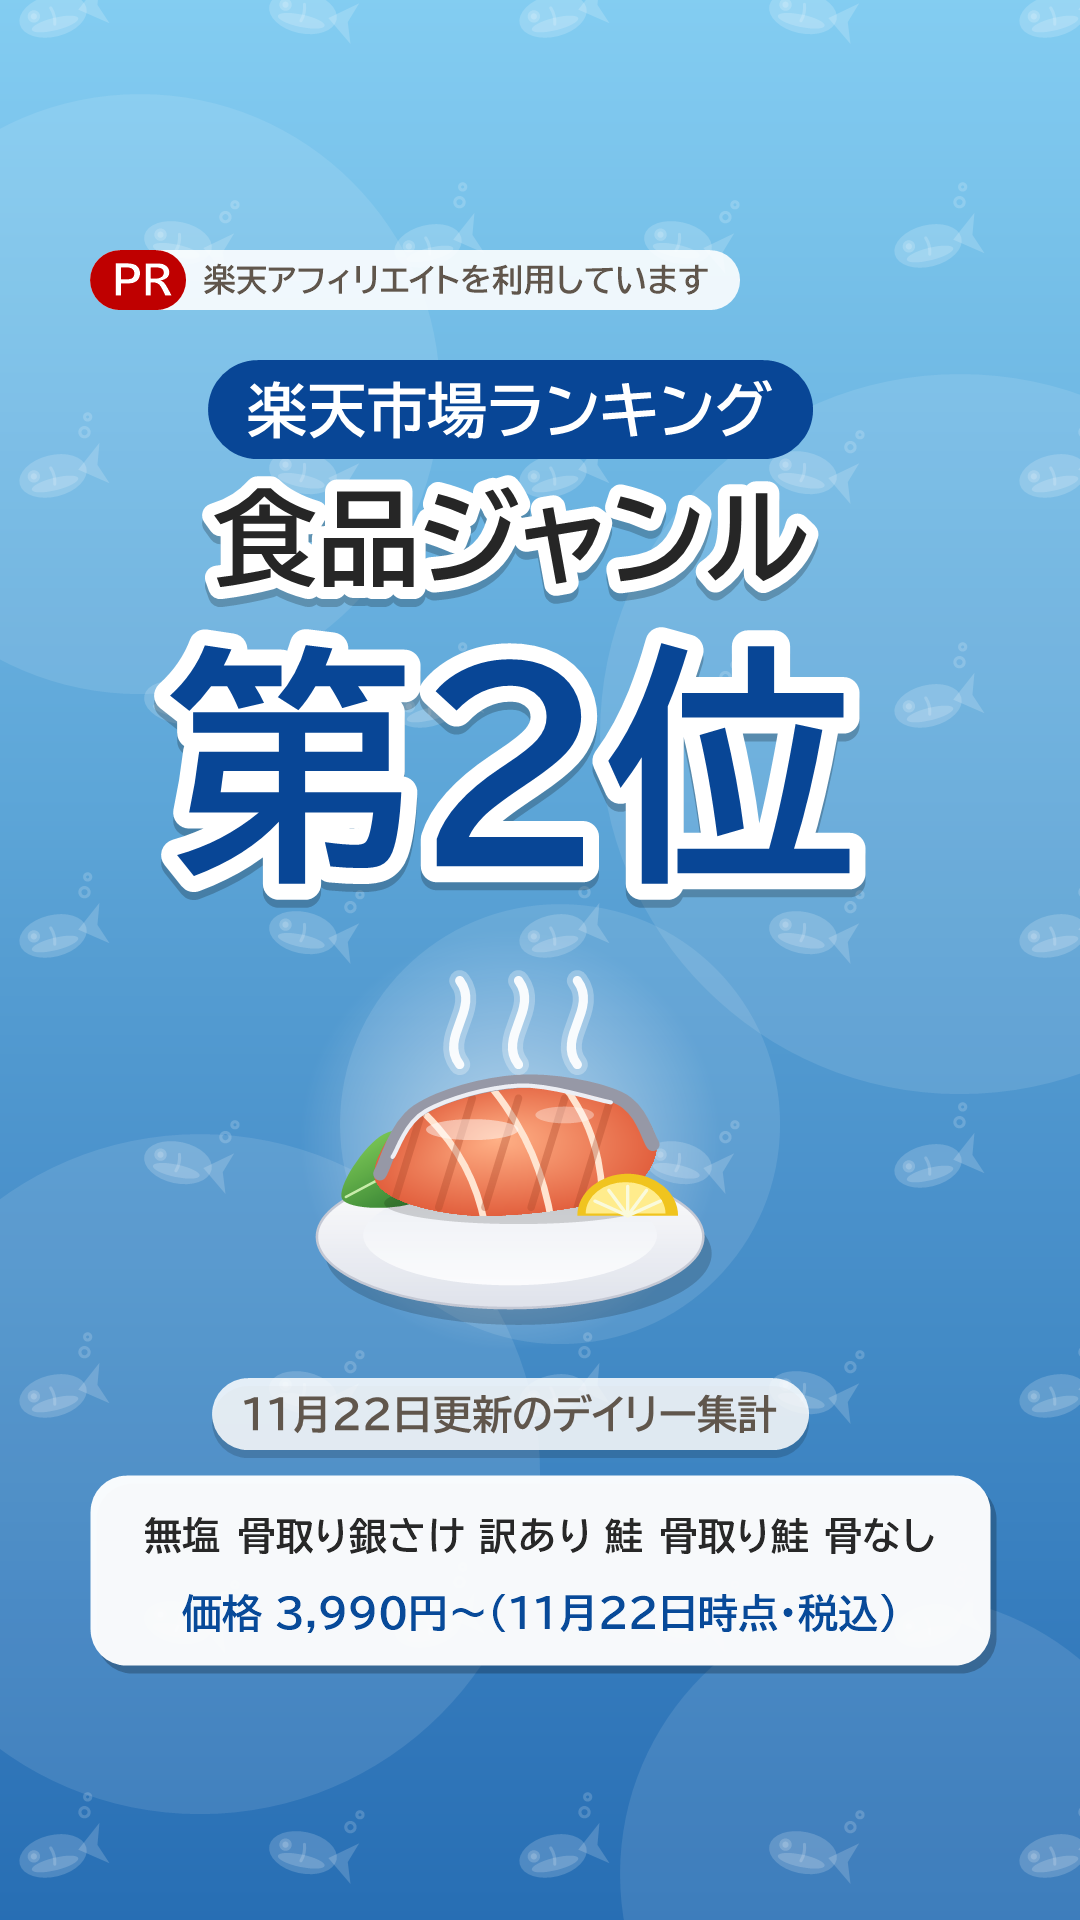 PR 楽天アフィリエイトを利用しています
楽天市場ランキング
食品ジャンル
第2位
11月22日更新のデイリー集計
無塩 骨取り銀さけ 訳あり 鮭 骨取り鮭 骨なし
価格 3,990円～（11月22日時点・税込）